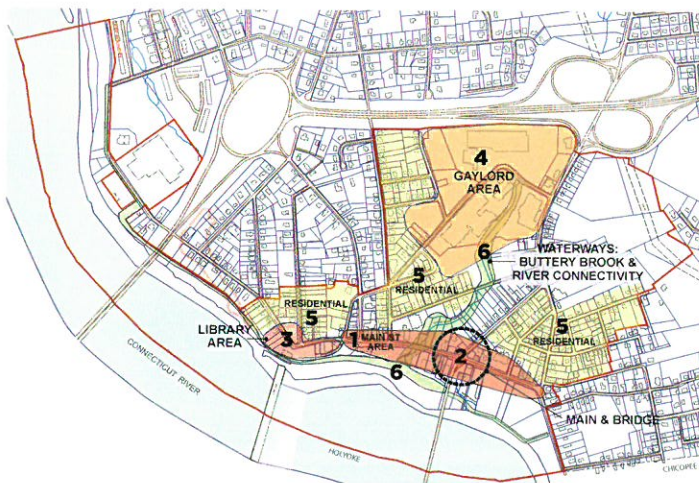 4
GAYLORD
AREA
6
WATERWAYS:
BUTTERY BROOK &
RIVER CONNECTIVITY
5
RESIDENTIAL
RESIDENTIAL
5
5
RESIDENTIAL
LIBRARY
AREA
3
1
MAIN ST
AREA
2
6
MAIN & BRIDGE
CONNECTICUT RIVER
HOLYOKE
CHICOPEE